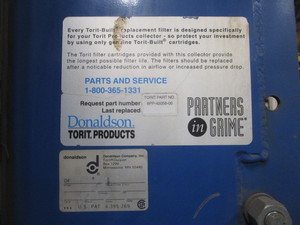 Every Torit-Built replacement filter is designed specifically
for your Torit Products collector - so protect your investment
by using only genuine Torit-Built cartridges.
The Torit filter cartridges provided with this collector provide
the longest possible filter life. The filters should be replaced
after a noticeable reduction in airflow or increased pressure drop.
PARTS AND SERVICE
1-800-365-1331
TORIT PART NO.
Request part number
Donaldson.
TORIT PRODUCTS
PARTNERS
in
GRIME
donaldson
Donaldson Company, Inc.